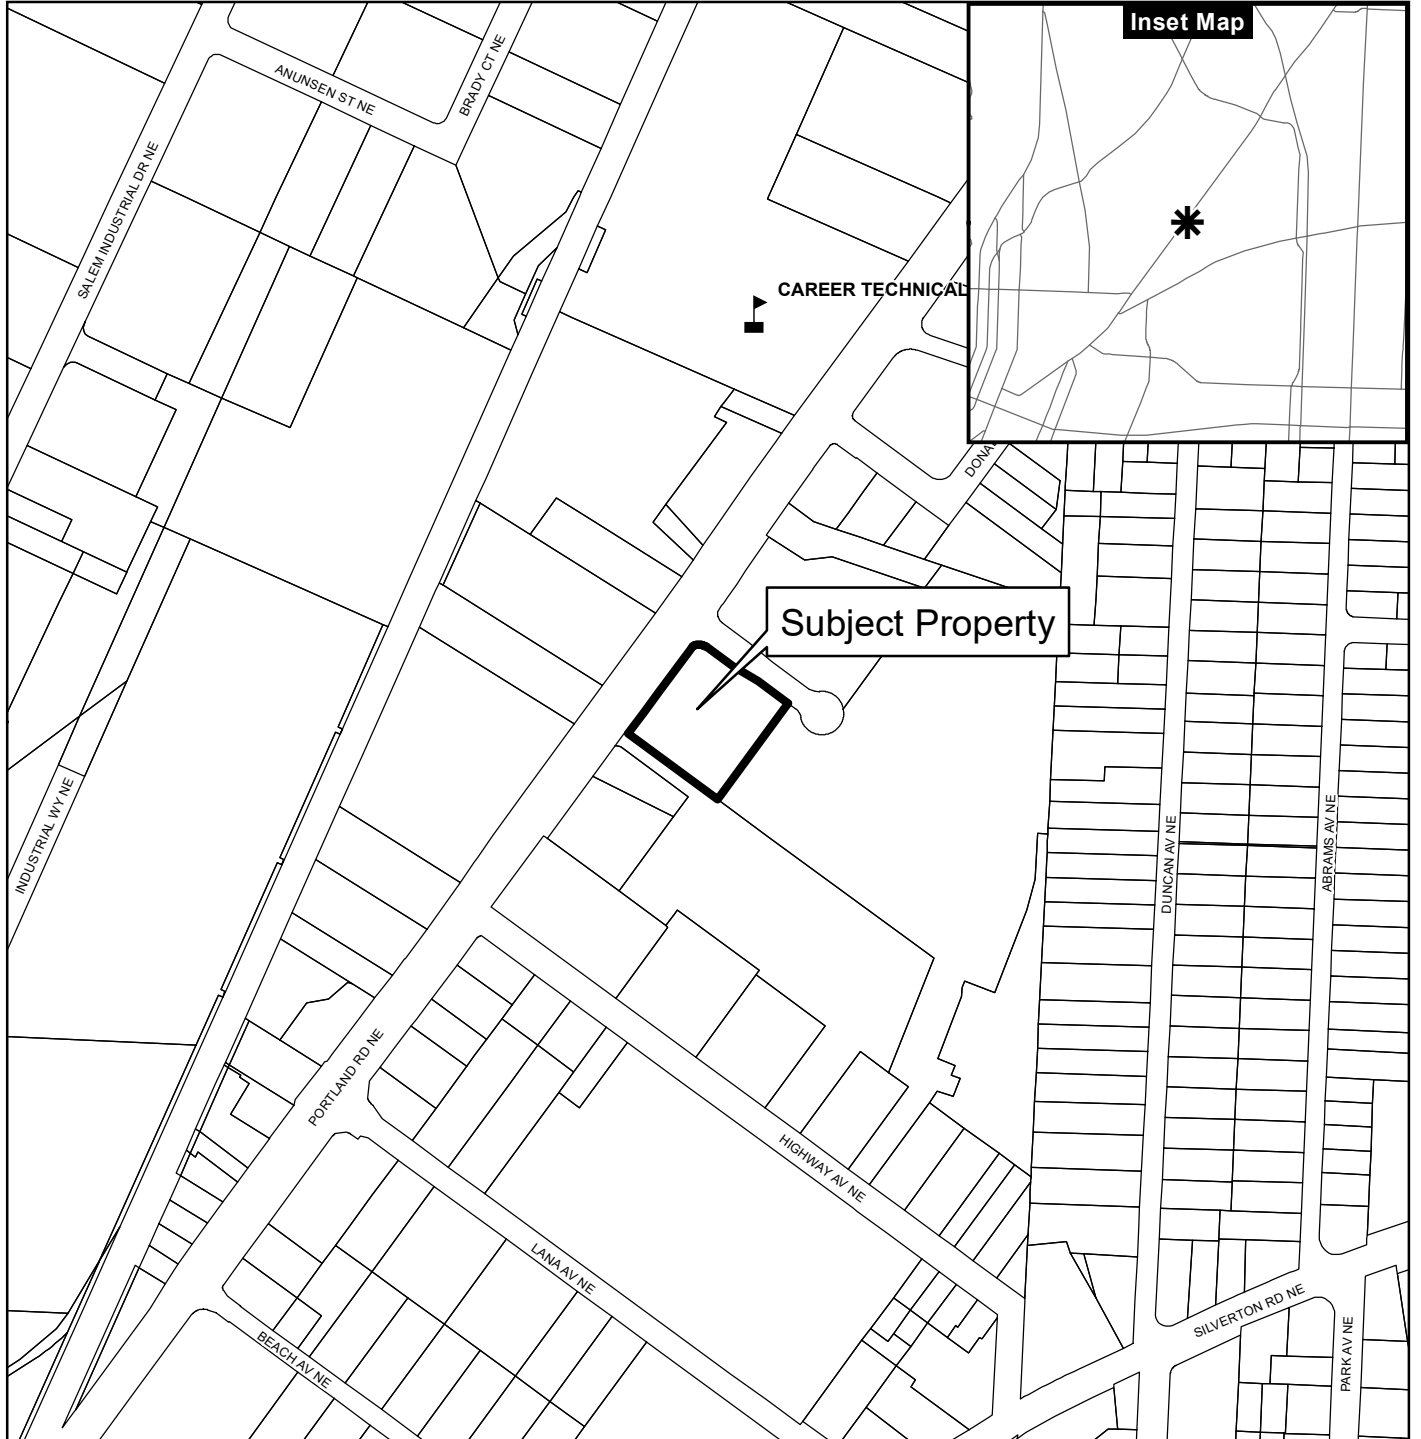 Inset Map
ANUNSEN ST NE
BRADY CT NE
SALEM INDUSTRIAL DR NE
CAREER TECHNICAL
Subject Property
INDUSTRIAL WY NE
DUNCAN AV NE
ABRAMS AV NE
PORTLAND RD NE
HIGHWAY AV NE
LANA AV NE
BEACH AV NE
SILVERTON RD NE
PARK AV NE